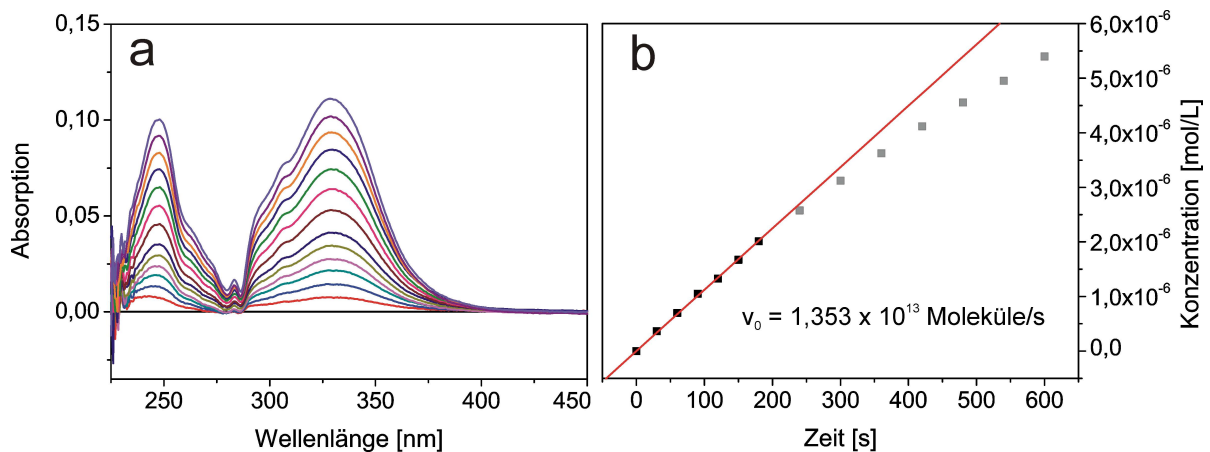 a
0,15
0,10
0,05
0,00
Absorption
250 300 350 400 450
Wellenlänge [nm]
b
6,0x10⁻⁶
5,0x10⁻⁶
4,0x10⁻⁶
3,0x10⁻⁶
2,0x10⁻⁶
1,0x10⁻⁶
0,0
Konzentration [mol/L]
v₀ = 1,353 x 10¹³ Moleküle/s
0 100 200 300 400 500 600
Zeit [s]